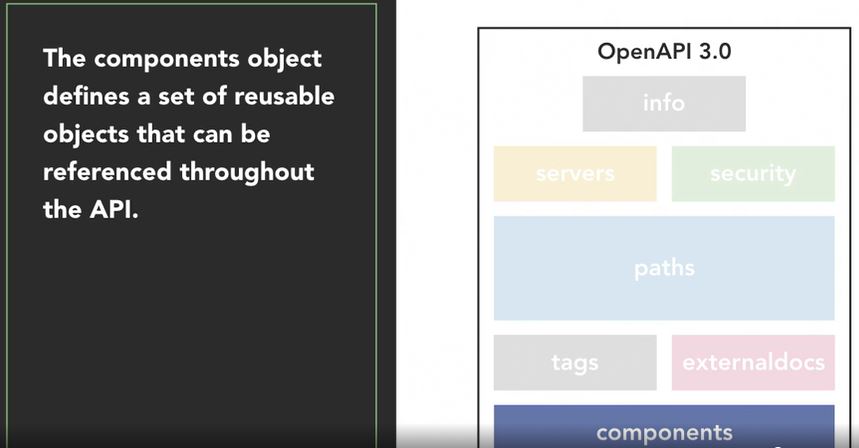 The components object
defines a set of reusable
objects that can be
referenced throughout
the API.
OpenAPI 3.0
info
servers
security
paths
tags
externaldocs
components